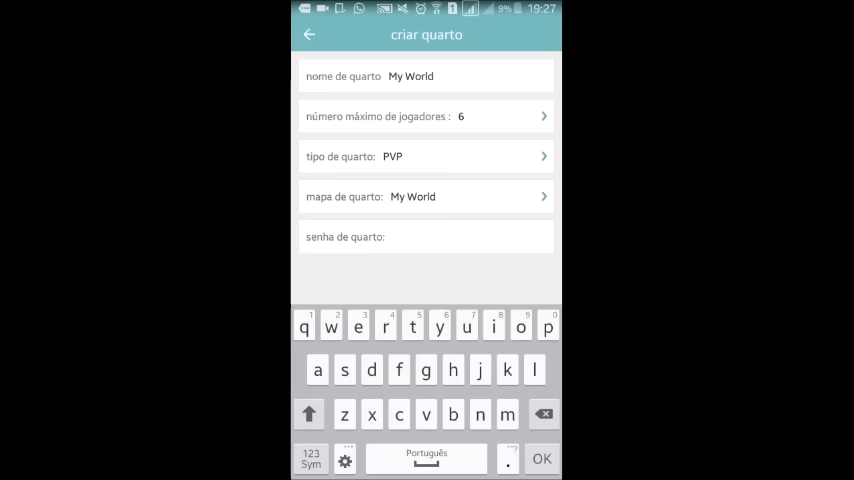 1 9% 19:27
criar quarto
nome de quarto My World
número máximo de jogadores : 6
tipo de quarto: PVP
mapa de quarto: My World
senha de quarto:
1 2 3 4 5 6 7 8 9 0
q w e r t y u i o p
a s d f g h j k l
z x c v b n m
123 Sym Português . OK